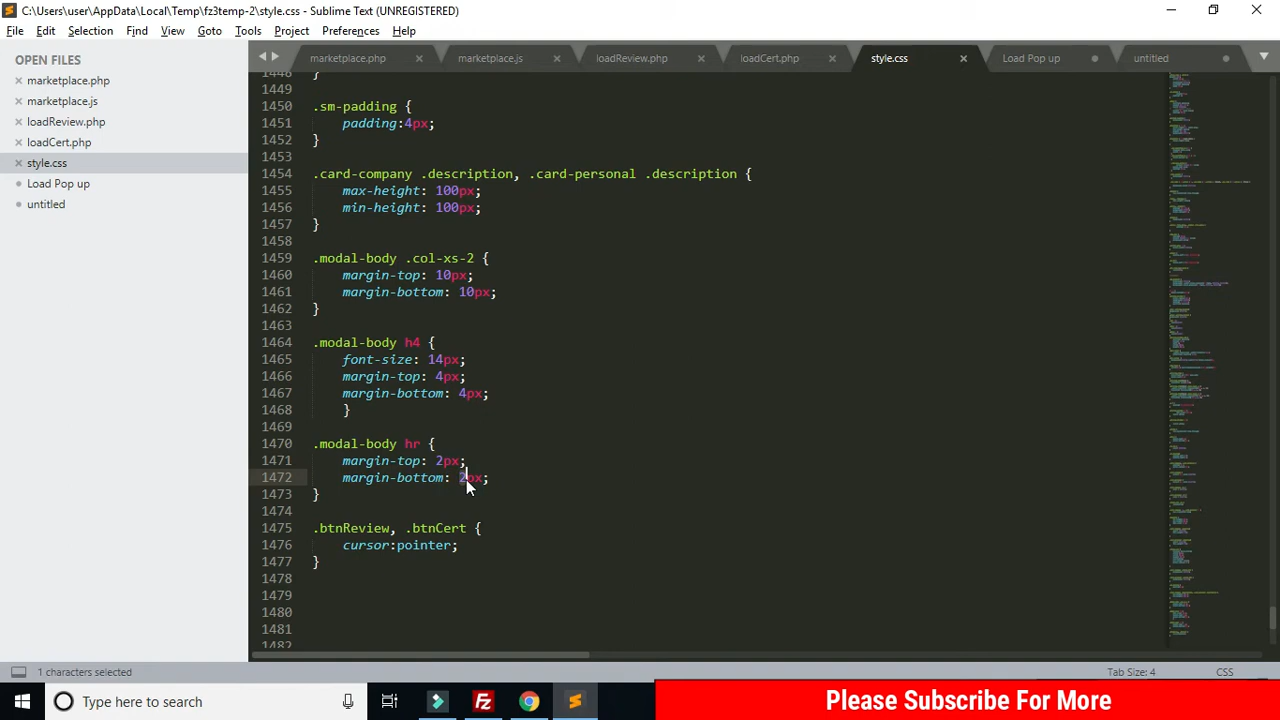 C:\Users\user\AppData\Local\Temp\fz3temp-2\style.css - Sublime Text (UNREGISTERED)
File Edit Selection Find View Goto Tools Project Preferences Help
OPEN FILES
marketplace.php
marketplace.js
loadReview.php
loadCert.php
style.css
Load Pop up
untitled
marketplace.php marketplace.js loadReview.php loadCert.php style.css Load Pop up untitled
1448 }
1449
1450 .sm-padding {
1451 padding:4px;
1452 }
1453
1454 .card-company .description, .card-personal .description {
1455 max-height: 100px;
1456 min-height: 100px;
1457 }
1458
1459 .modal-body .col-xs-2 {
1460 margin-top: 10px;
1461 margin-bottom: 10px;
1462 }
1463
1464 .modal-body h4 {
1465 font-size: 14px;
1466 margin-top: 4px;
1467 margin-bottom: 4px;
1468 }
1469
1470 .modal-body hr {
1471 margin-top: 2px;
1472 margin-bottom: 2px;
1473 }
1474
1475 .btnReview, .btnCert {
1476 cursor:pointer;
1477 }
1478
1479
1480
1481
1482
1 characters selected
Tab Size: 4 CSS
Type here to search
Please Subscribe For More